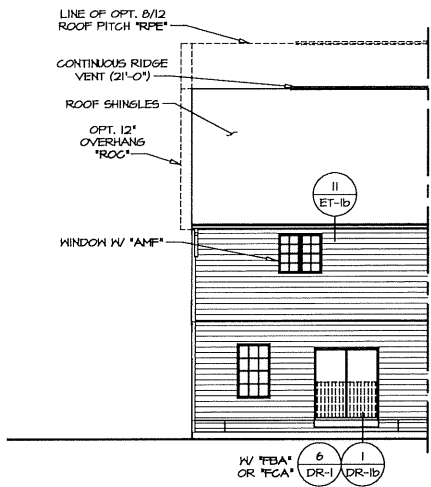 LINE OF OPT. 8/12
ROOF PITCH "RPE"
CONTINUOUS RIDGE
VENT (21'-0")
ROOF SHINGLES
OPT. 12"
OVERHANG
"ROC"
11
ET-1b
WINDOW W/ "AMF"
W/ "FBA"
OR "FCA"
6
DR-1
1
DR-1b